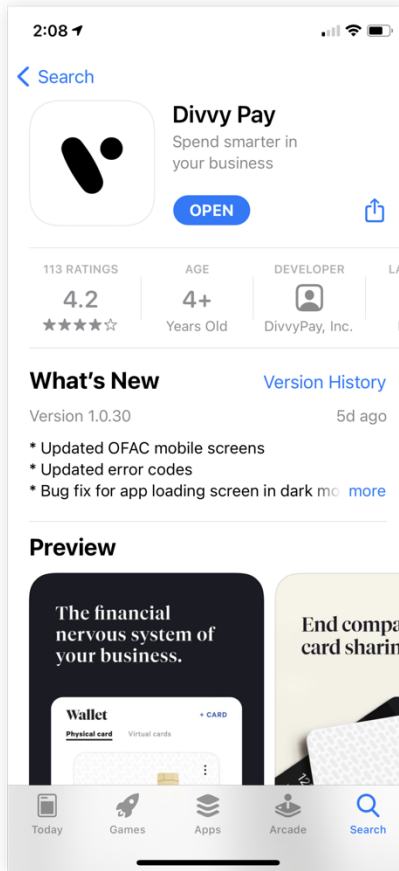 2:08
Search
Divvy Pay
Spend smarter in
your business
OPEN
113 RATINGS
4.2
AGE
4+
Years Old
DEVELOPER
DivvyPay, Inc.
LA
What's New
Version History
Version 1.0.30
5d ago
* Updated OFAC mobile screens
* Updated error codes
* Bug fix for app loading screen in dark mo more
Preview
The financial
nervous system of
your business.
Wallet
+ CARD
Physical card
Virtual cards
End compa
card sharin
12
Today
Games
Apps
Arcade
Search